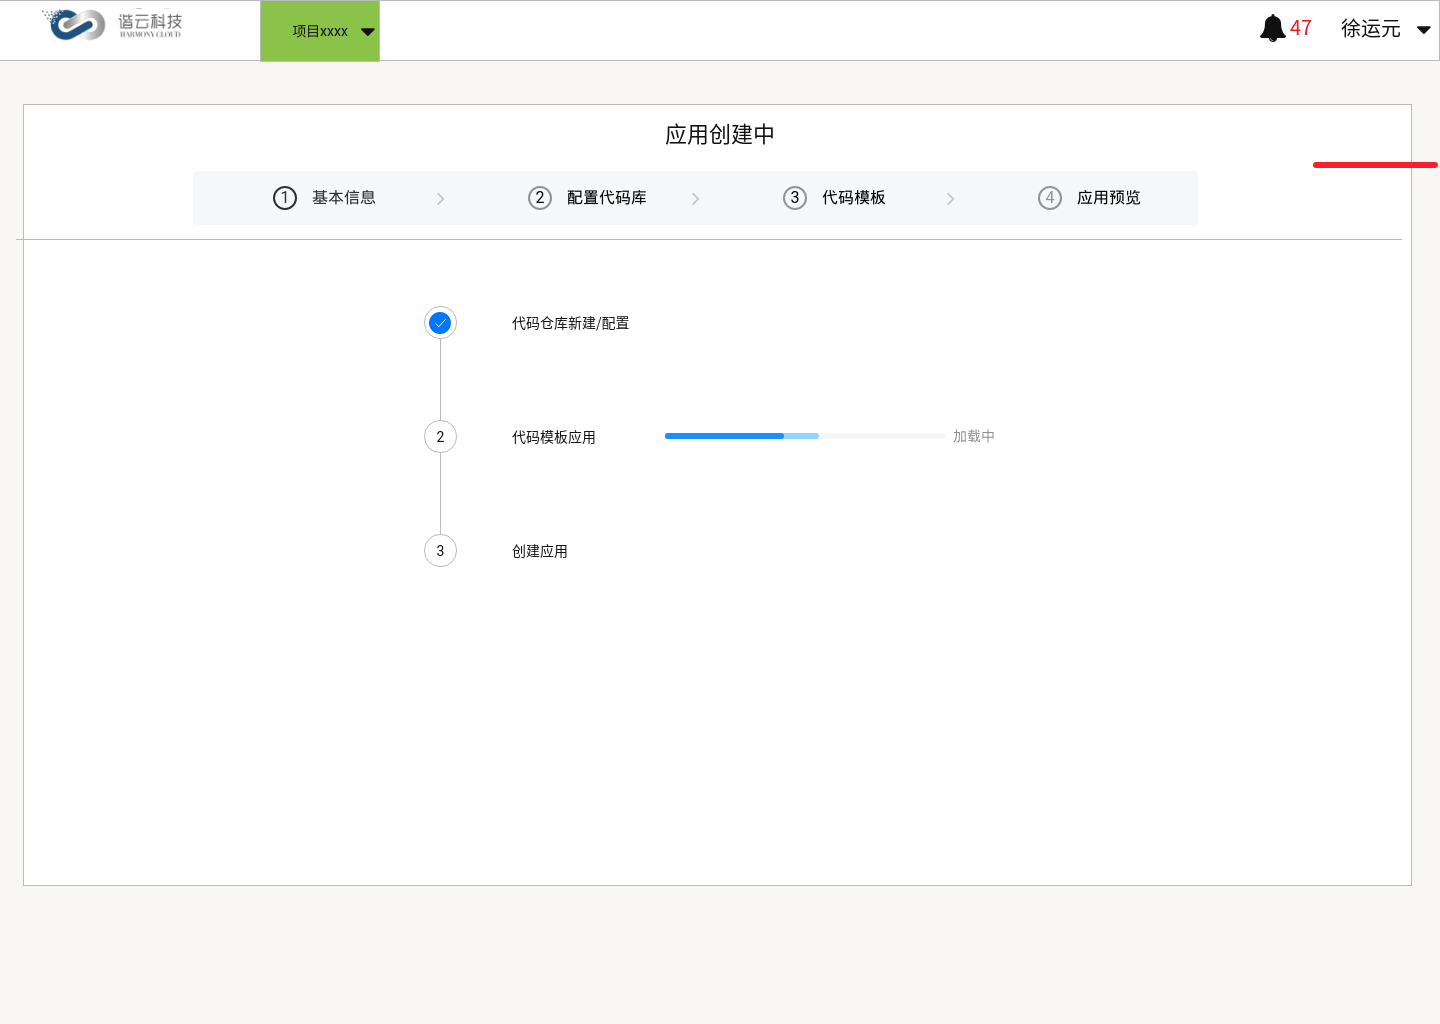 谐云科技
HARMONY CLOUD
项目xxxx
47
徐运元
应用创建中
1 基本信息
2 配置代码库
3 代码模板
4 应用预览
代码仓库新建/配置
2 代码模板应用 加载中
3 创建应用